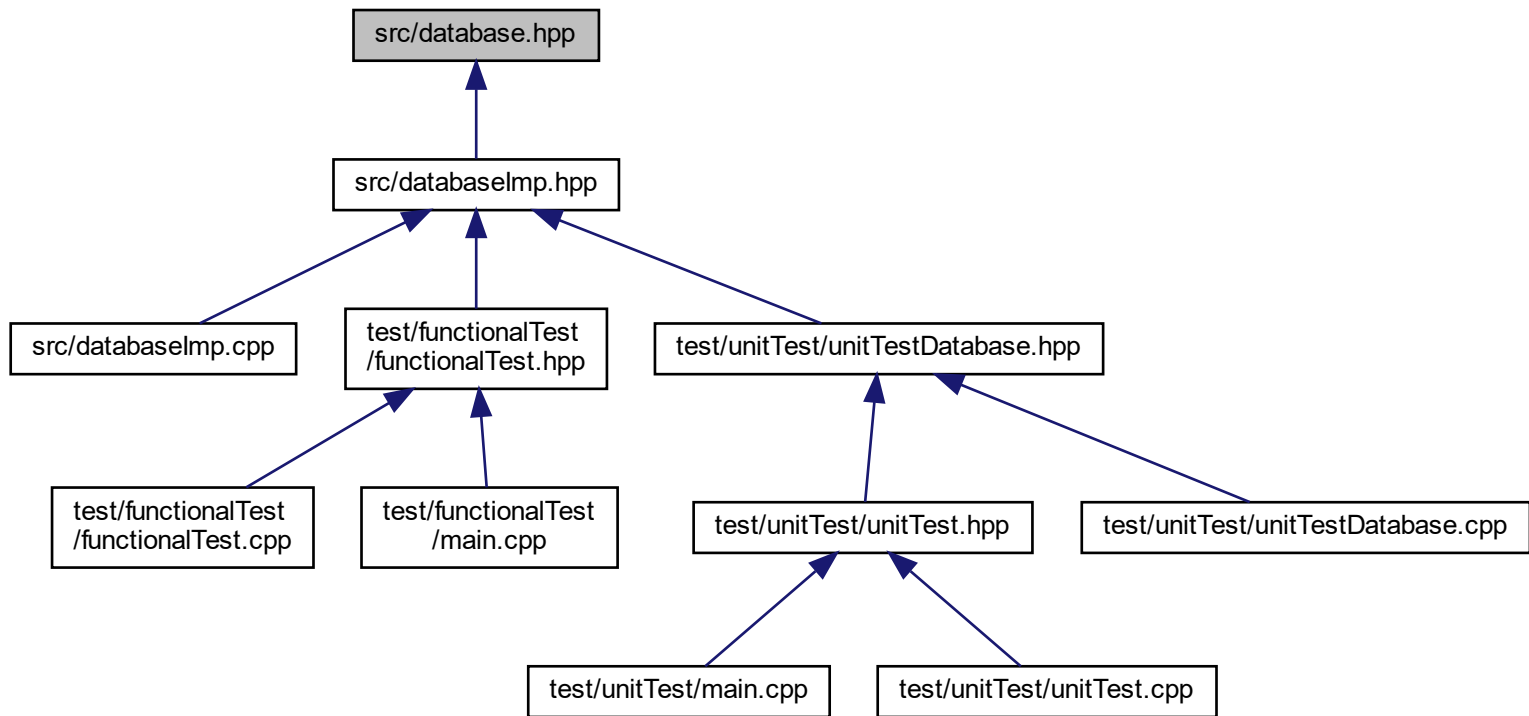 src/database.hpp
src/databaseImp.hpp
src/databaseImp.cpp
test/functionalTest
/functionalTest.hpp
test/unitTest/unitTestDatabase.hpp
test/functionalTest
/functionalTest.cpp
test/functionalTest
/main.cpp
test/unitTest/unitTest.hpp
test/unitTest/unitTestDatabase.cpp
test/unitTest/main.cpp
test/unitTest/unitTest.cpp